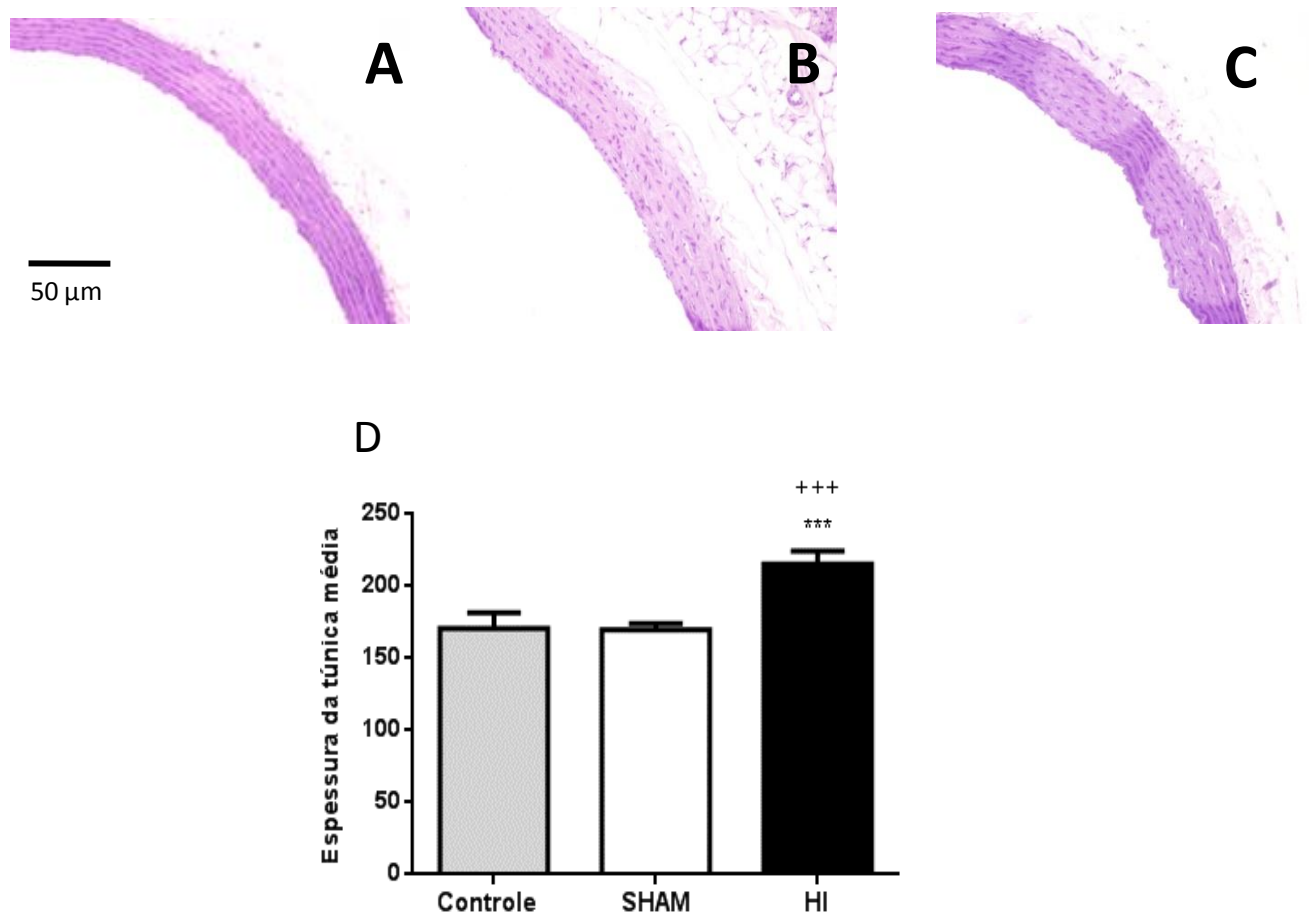 A
B
C
50 µm
D
+++
***
250
200
150
100
50
0
Espessura da túnica média
Controle SHAM HI